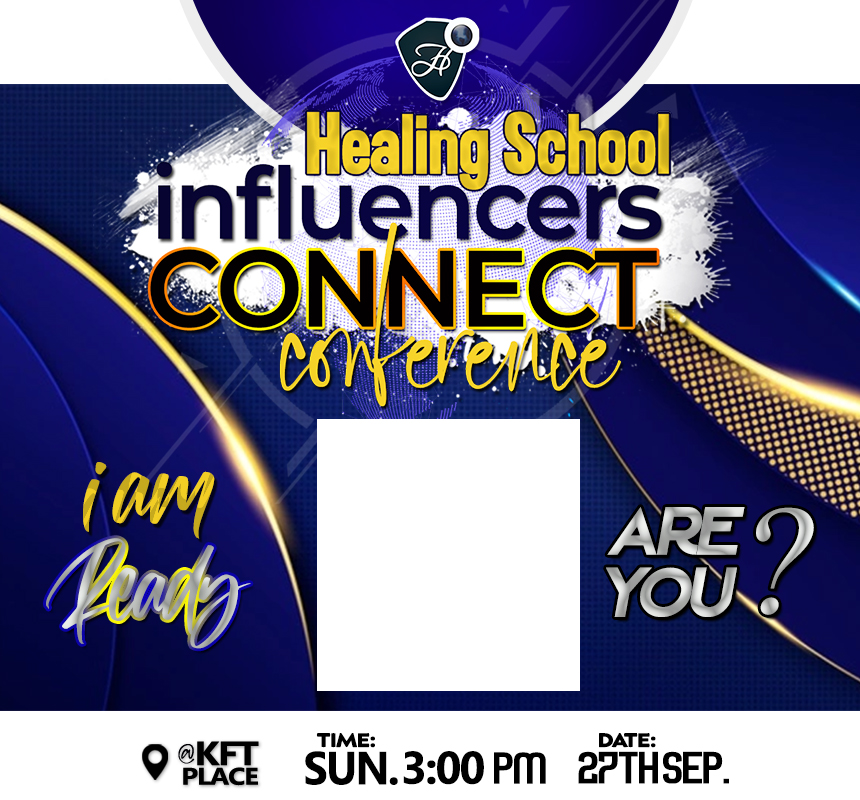 H
Healing School
influencers
CONNECT
conference
i am
Ready
ARE
YOU ?
@KFT
PLACE
TIME:
SUN. 3:00 PM
DATE:
27TH SEP.